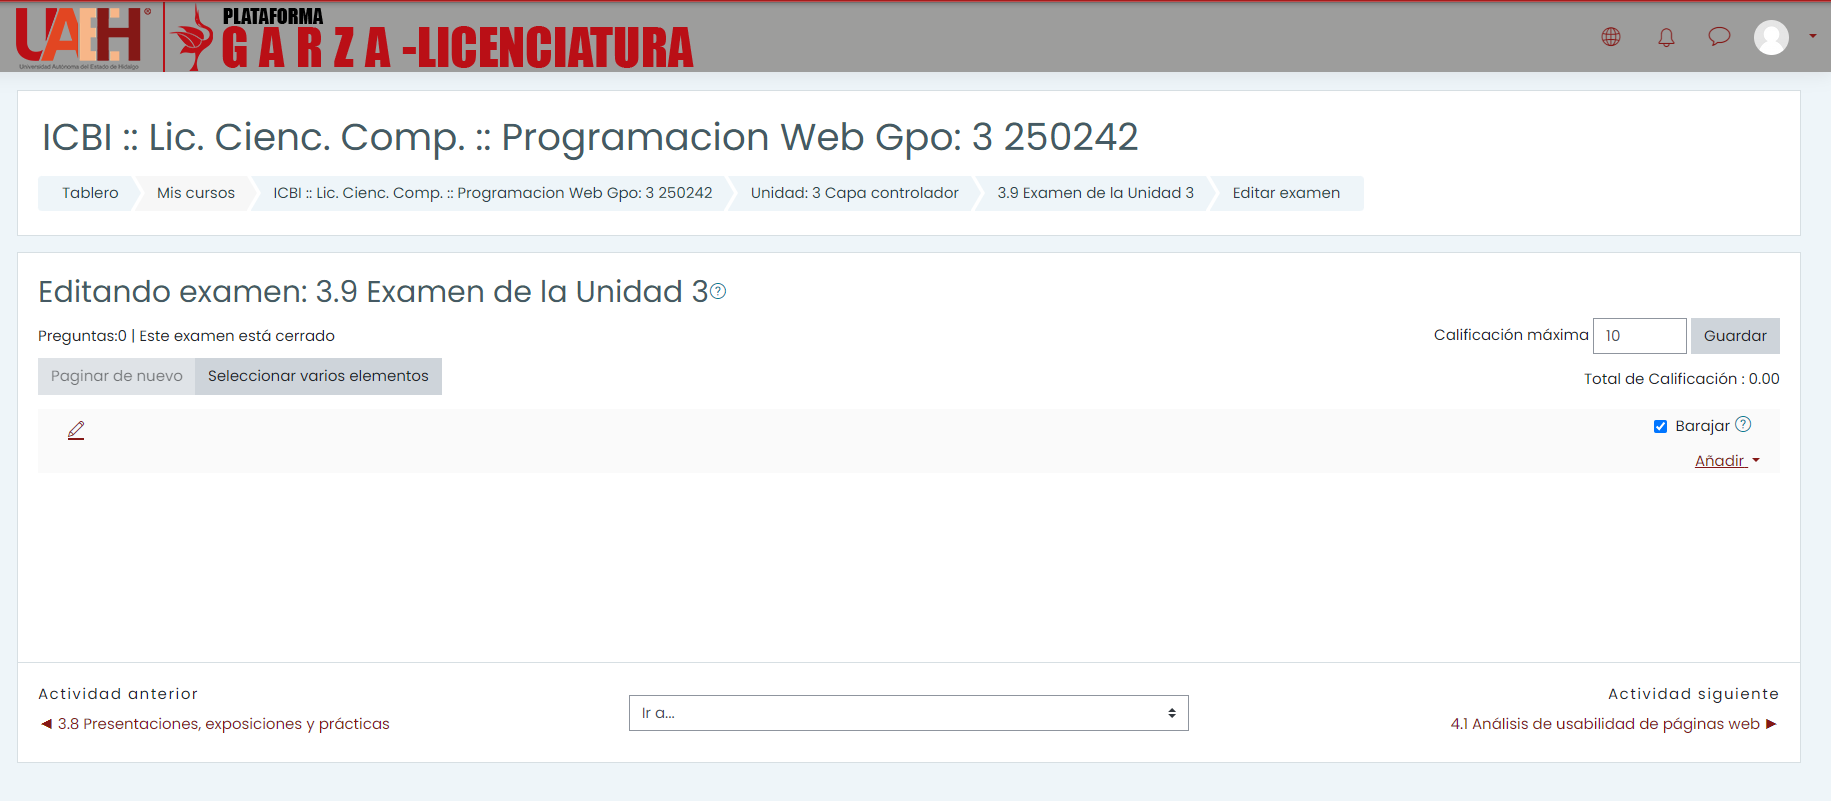 UAEH®
Universidad Autónoma del Estado de Hidalgo
PLATAFORMA
GARZA -LICENCIATURA
ICBI :: Lic. Cienc. Comp. :: Programacion Web Gpo: 3 250242
Tablero Mis cursos ICBI :: Lic. Cienc. Comp. :: Programacion Web Gpo: 3 250242 Unidad: 3 Capa controlador 3.9 Examen de la Unidad 3 Editar examen
Editando examen: 3.9 Examen de la Unidad 3
Preguntas:0 | Este examen está cerrado
Calificación máxima 10 Guardar
Paginar de nuevo Seleccionar varios elementos
Total de Calificación : 0.00
Barajar
Añadir
Actividad anterior
◄ 3.8 Presentaciones, exposiciones y prácticas
Ir a...
Actividad siguiente
4.1 Análisis de usabilidad de páginas web ►